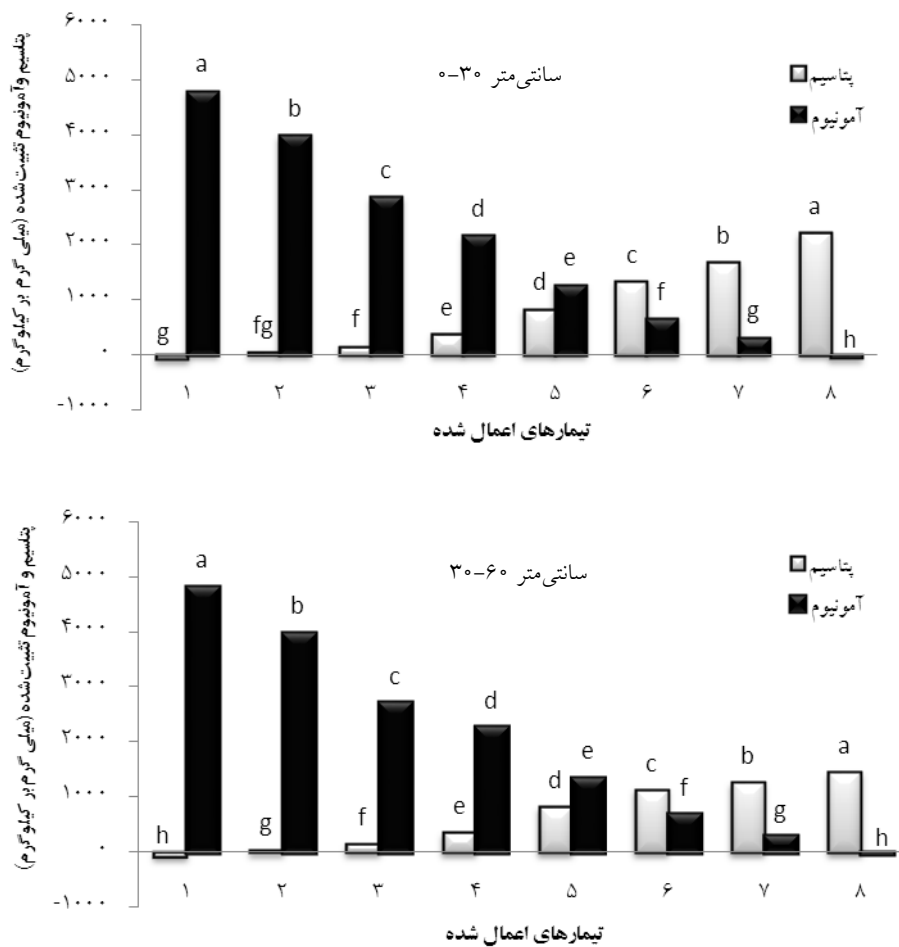 پتاسیم و آمونیوم تثبیت‌شده (میلی گرم بر کیلوگرم)
۶۰۰۰
۵۰۰۰
۴۰۰۰
۳۰۰۰
۲۰۰۰
۱۰۰۰
۰
-۱۰۰۰
سانتی‌متر ۳۰-۰
پتاسیم
آمونیوم
a
b
c
d
e
f
g
h
g
fg
f
e
d
c
b
a
۱ ۲ ۳ ۴ ۵ ۶ ۷ ۸
تیمارهای اعمال شده
پتاسیم و آمونیوم تثبیت‌شده (میلی گرم بر کیلوگرم)
۶۰۰۰
۵۰۰۰
۴۰۰۰
۳۰۰۰
۲۰۰۰
۱۰۰۰
۰
-۱۰۰۰
سانتی‌متر ۶۰-۳۰
پتاسیم
آمونیوم
a
b
c
d
e
f
g
h
h
g
f
e
d
c
b
a
۱ ۲ ۳ ۴ ۵ ۶ ۷ ۸
تیمارهای اعمال شده